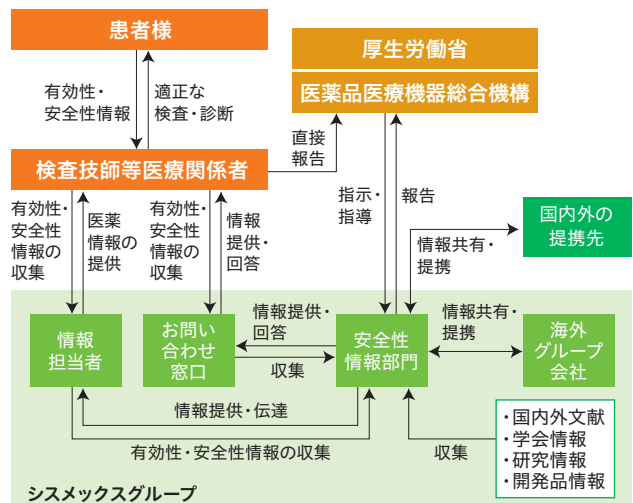 患者様
厚生労働省
医薬品医療機器総合機構
有効性・
安全性情報
適正な
検査・診断
直接
報告
検査技師等医療関係者
有効性・
安全性
情報の
収集
医薬
情報の
提供
有効性・
安全性
情報の
収集
情報
提供・
回答
指示・
指導
報告
国内外の
提携先
情報共有・
提携
情報
担当者
お問い
合わせ
窓口
情報提供・
回答
収集
安全性
情報部門
情報共有・
提携
海外
グループ
会社
情報提供・伝達
有効性・安全性情報の収集
収集
・国内外文献
・学会情報
・研究情報
・開発品情報
シスメックスグループ